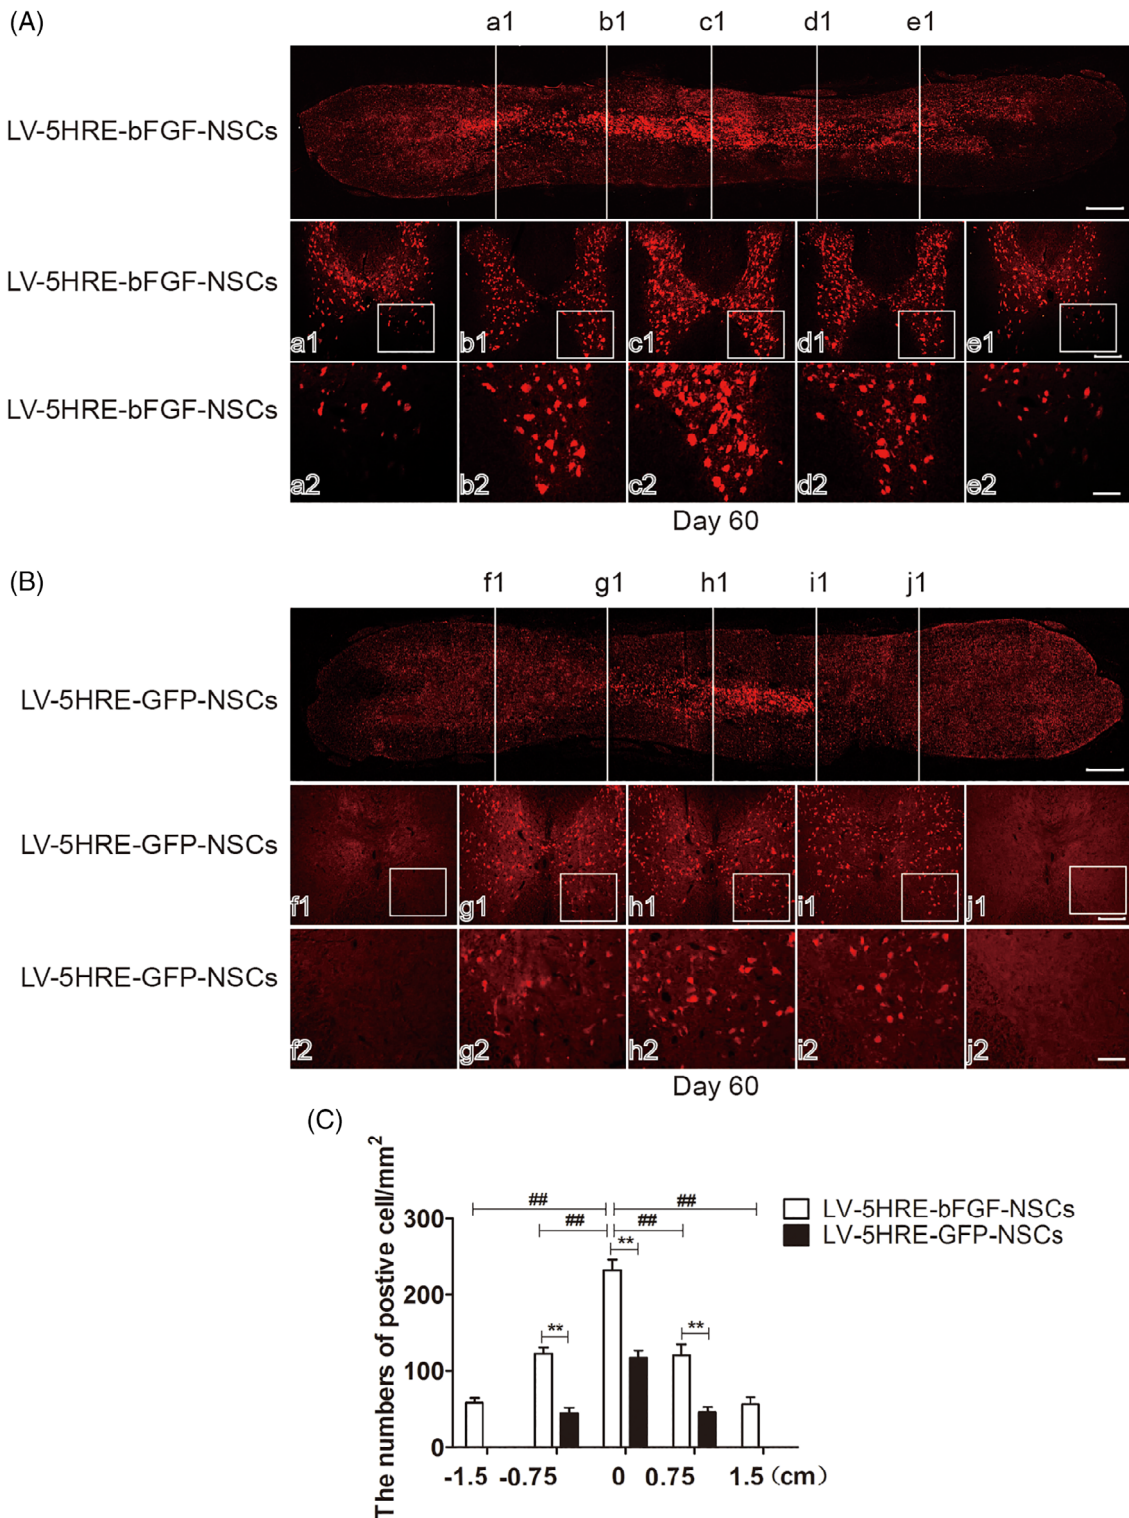 (A)
a1 b1 c1 d1 e1
LV-5HRE-bFGF-NSCs
LV-5HRE-bFGF-NSCs
a1 b1 c1 d1 e1
LV-5HRE-bFGF-NSCs
a2 b2 c2 d2 e2
Day 60
(B)
f1 g1 h1 i1 j1
LV-5HRE-GFP-NSCs
LV-5HRE-GFP-NSCs
f1 g1 h1 i1 j1
LV-5HRE-GFP-NSCs
f2 g2 h2 i2 j2
Day 60
(C)
The numbers of postive cell/mm²
## ##
## ##
**
** **
300
200
100
0
-1.5 -0.75 0 0.75 1.5 (cm)
LV-5HRE-bFGF-NSCs
LV-5HRE-GFP-NSCs